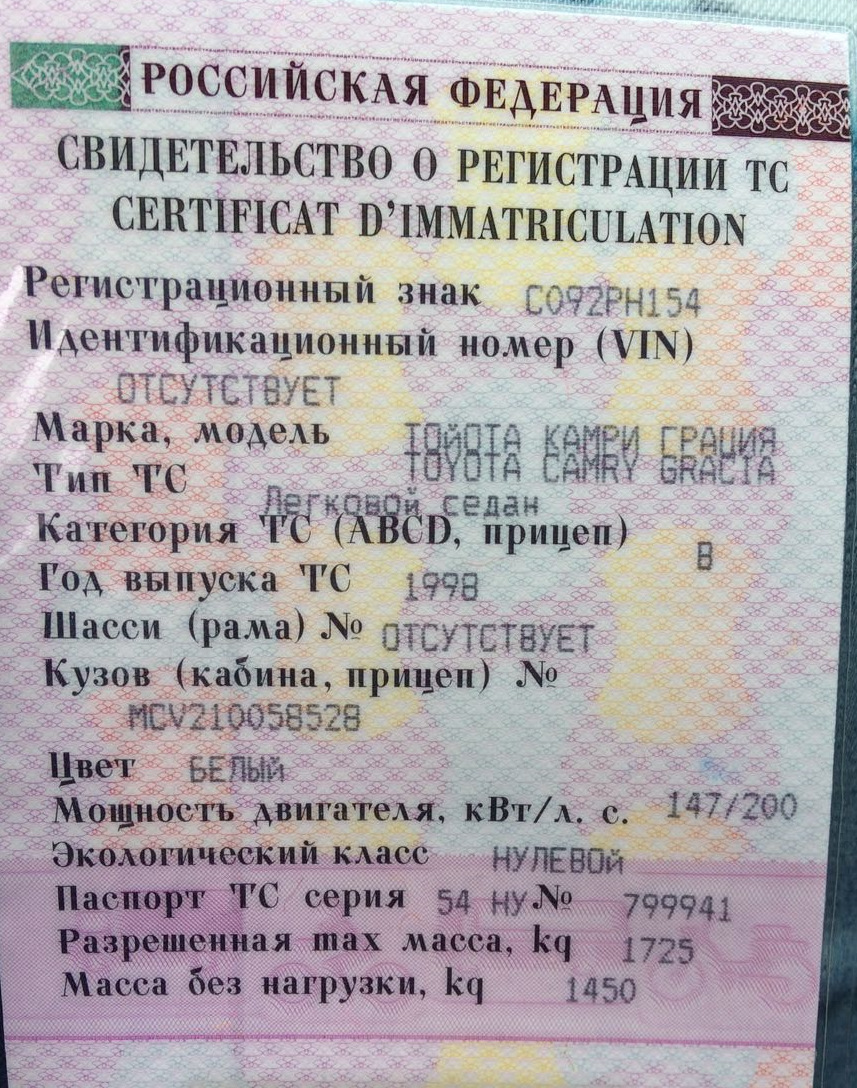 РОССИЙСКАЯ ФЕДЕРАЦИЯ
СВИДЕТЕЛЬСТВО О РЕГИСТРАЦИИ ТС
CERTIFICAT D'IMMATRICULATION
Регистрационный знак С092РН154
Идентификационный номер (VIN)
ОТСУТСТВУЕТ
Марка, модель ТОЙОТА КАМРИ ГРАЦИЯ
TOYOTA CAMRY GRACIA
Тип ТС
Легковой седан
Категория ТС (ABCD, прицеп) B
Год выпуска ТС 1998
Шасси (рама) № ОТСУТСТВУЕТ
Кузов (кабина, прицеп) №
MCV210058528
Цвет БЕЛЫЙ
Мощность двигателя, кВт/л. с. 147/200
Экологический класс НУЛЕВОЙ
Паспорт ТС серия 54 НУ № 799941
Разрешенная max масса, kq 1725
Масса без нагрузки, kq 1450